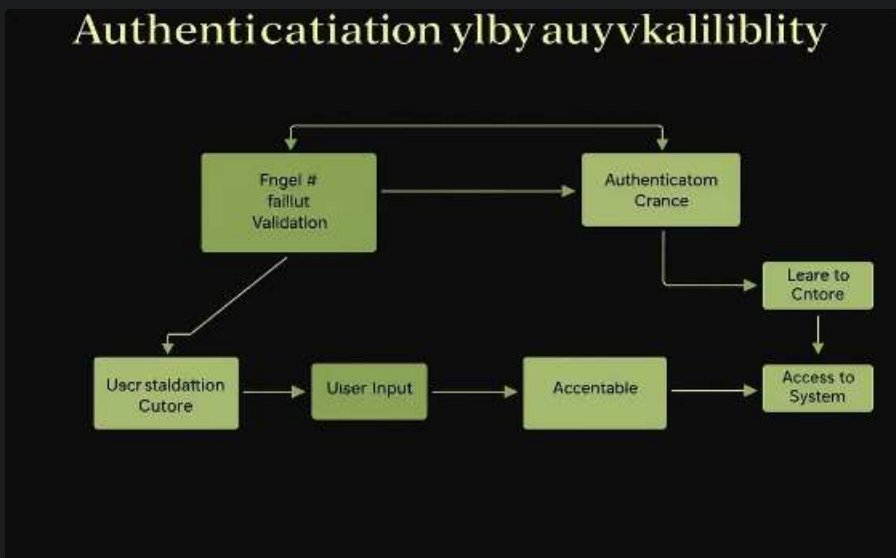 Authenticatiation ylby auyvkaliliblity
Fngel #
faillut
Validation
Authenticatom
Crance
Leare to
Cntore
Uscr staldattion
Cutore
Uiser Input
Accentable
Access to
System